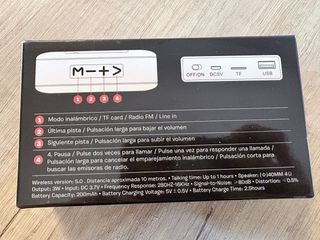 M - + >
1 2 3 4
OFF/ON DC5V TF USB
1 Modo inalámbrico / TF card / Radio FM / Line in
2 Última pista / Pulsación larga para bajar el volumen
3 Siguiente pista / Pulsación larga para subir el volumen
4 4. Pausa / Pulse dos veces para llamar / Pulse una vez para responder a una llamada / Pulsación larga para cancelar el emparejamiento inalámbrico / Pulsación corta para buscar las emisoras de radio.
Wireless version: 5.0 . Distancia aproximada 10 metros. • Talking time: Up to 1 hours • Speaker: 40MM 4Ω
Output: 3W • Input: DC 3.7V • Frequency Response: 280HZ-16KHz • Signal-to-Noise: -80dB • Distortion: 0.5%
Battery Capacity: 200mAh • Battery Charging Voltage: 5V ± 0.5V • Battery Charge Time: 2.5hours